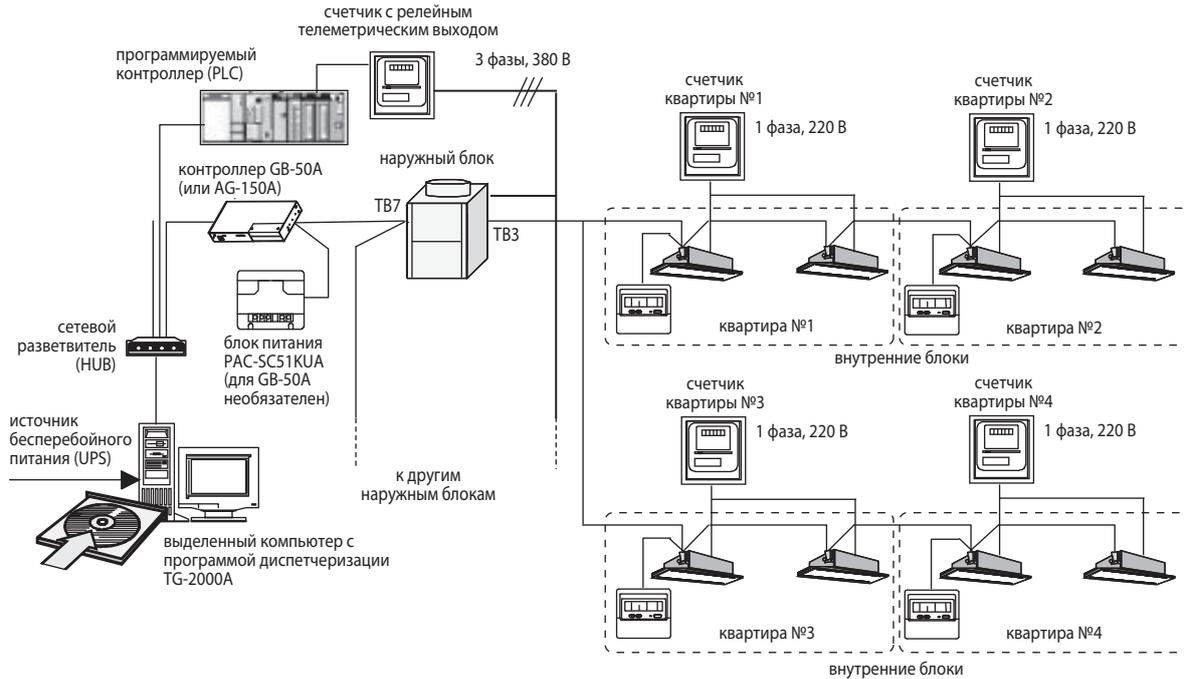 счетчик с релейным
телеметрическим выходом
программируемый
контроллер (PLC)
3 фазы, 380 В
контроллер GB-50A
(или AG-150A)
наружный блок
TB7
TB3
сетевой
разветвитель
(HUB)
блок питания
PAC-SC51KUA
(для GB-50A
необязателен)
источник
бесперебойного
питания (UPS)
к другим
наружным блокам
выделенный компьютер с
программой диспетчеризации
TG-2000A
счетчик
квартиры №1
1 фаза, 220 В
счетчик
квартиры №2
1 фаза, 220 В
квартира №1
квартира №2
внутренние блоки
счетчик
квартиры №3
1 фаза, 220 В
счетчик
квартиры №4
1 фаза, 220 В
квартира №3
квартира №4
внутренние блоки